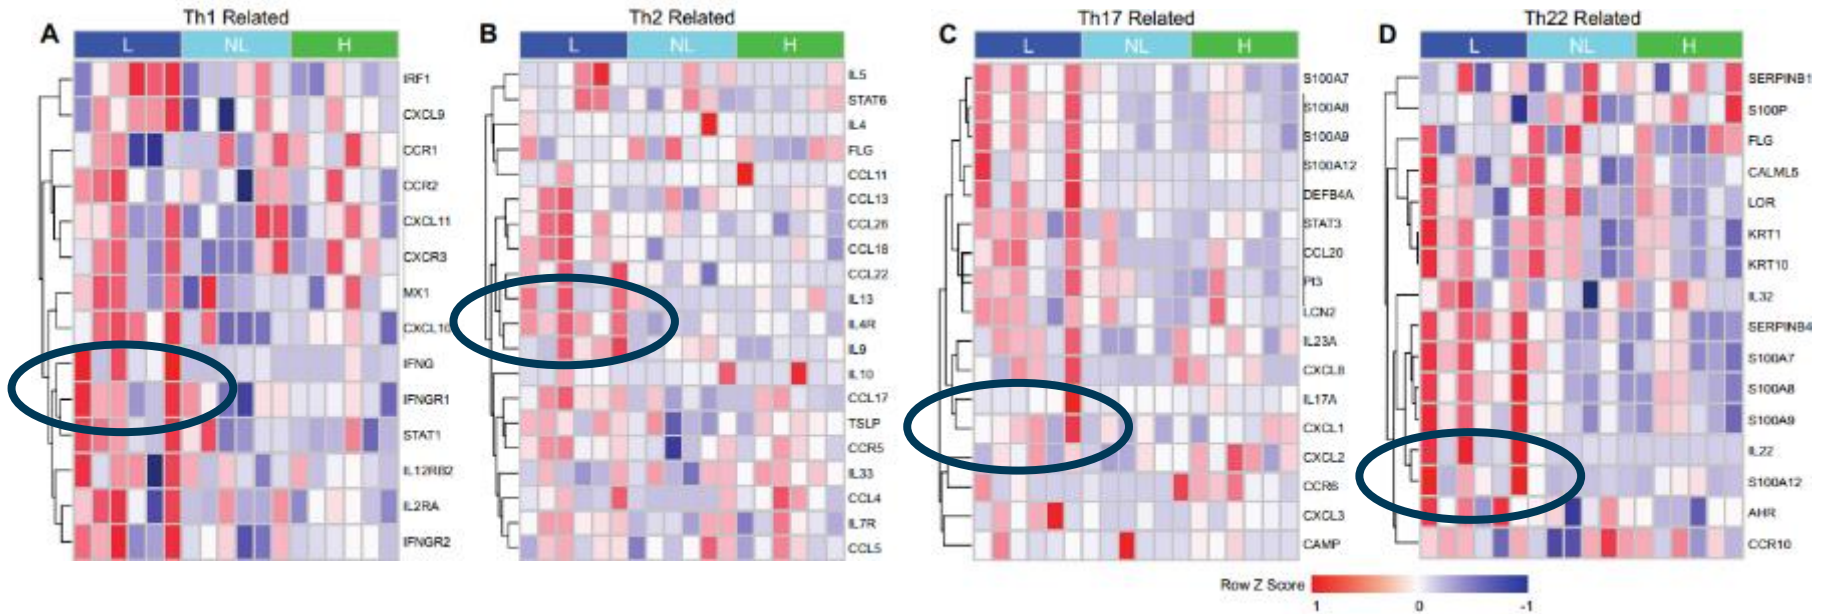 A
Th1 Related
L NL H
IRF1
CXCL9
CCR1
CCR2
CXCL11
CXCR3
MX1
CXCL10
IFNG
IFNGR1
STAT1
IL12RB2
IL2RA
IFNGR2
B
Th2 Related
L NL H
IL5
STAT6
IL4
FLG
CCL11
CCL13
CCL26
CCL18
CCL22
IL13
IL4R
IL9
IL10
CCL17
TSLP
CCR5
IL33
CCL4
IL7R
CCL5
C
Th17 Related
L NL H
S100A7
S100A8
S100A9
S100A12
DEFB4A
STAT3
CCL20
PI3
LCN2
IL23A
CXCL8
IL17A
CXCL1
CXCL2
CCR6
CXCL3
CAMP
D
Th22 Related
L NL H
SERPINB1
S100P
FLG
CALML5
LOR
KRT1
KRT10
IL32
SERPINB4
S100A7
S100A8
S100A9
IL22
S100A12
AHR
CCR10
Row Z Score
1 0 -1